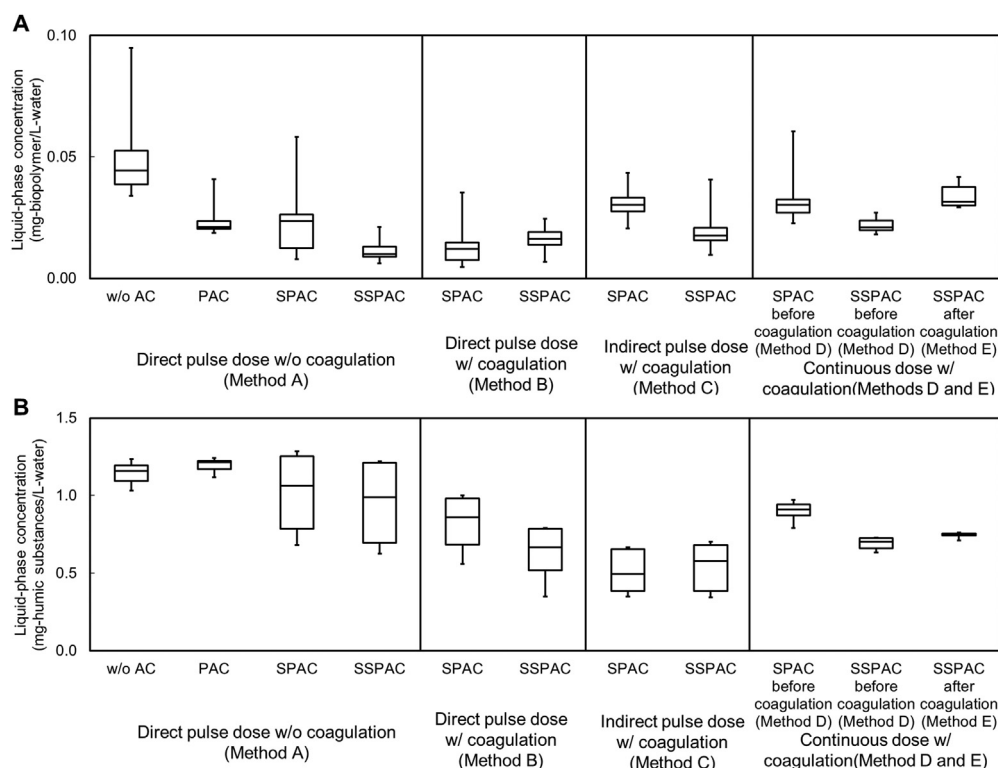 A
Liquid-phase concentration
(mg-biopolymer/L-water)
0.10
0.05
0.00
w/o AC PAC SPAC SSPAC SPAC SSPAC SPAC SSPAC SPAC SSPAC SSPAC
before before after
coagulation coagulation coagulation
(Method D) (Method D) (Method E)
Direct pulse dose w/o coagulation
(Method A)
Direct pulse dose
w/ coagulation
(Method B)
Indirect pulse dose
w/ coagulation
(Method C)
Continuous dose w/
coagulation(Methods D and E)
B
Liquid-phase concentration
(mg-humic substances/L-water)
1.5
1.0
0.5
0.0
w/o AC PAC SPAC SSPAC SPAC SSPAC SPAC SSPAC SPAC SSPAC SSPAC
before before after
coagulation coagulation coagulation
(Method D) (Method D) (Method E)
Direct pulse dose w/o coagulation
(Method A)
Direct pulse dose
w/ coagulation
(Method B)
Indirect pulse dose
w/ coagulation
(Method C)
Continuous dose w/
coagulation(Method D and E)